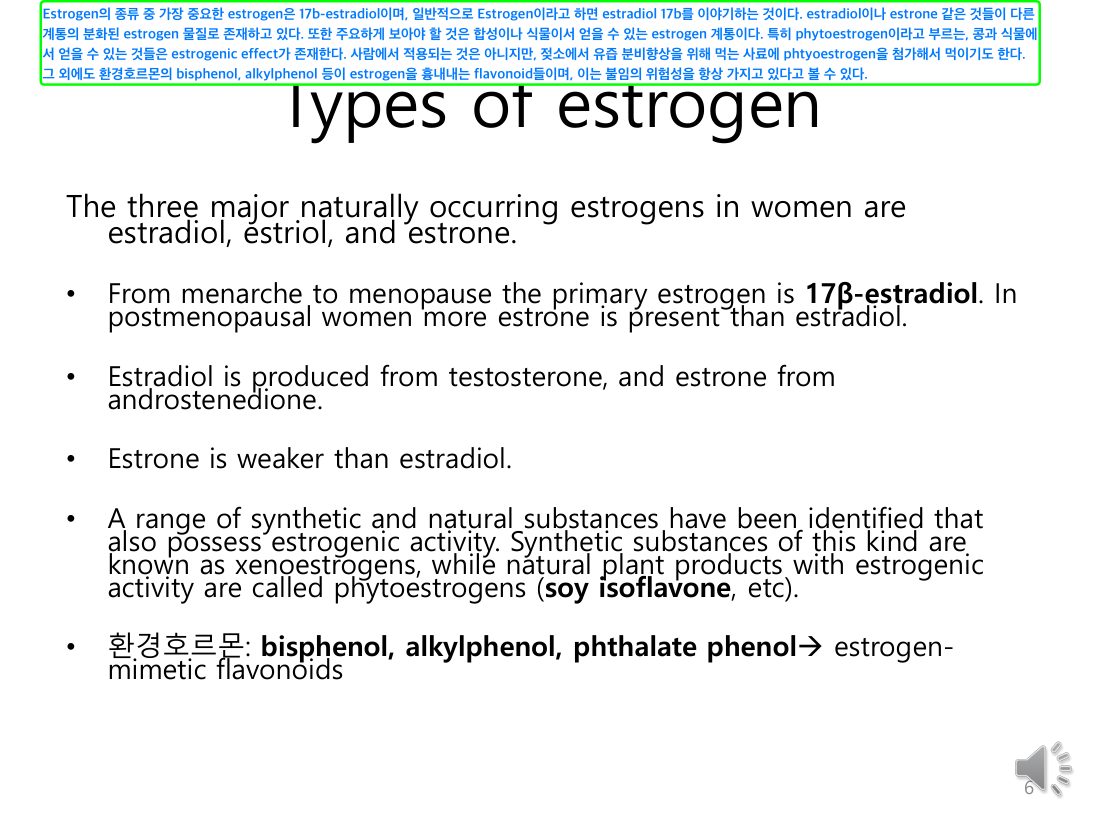 Estrogen의 종류 중 가장 중요한 estrogen은 17b-estradiol이며, 일반적으로 Estrogen이라고 하면 estradiol 17b를 이야기하는 것이다. estradiol이나 estrone 같은 것들이 다른
계통의 분화된 estrogen 물질로 존재하고 있다. 또한 주요하게 보아야 할 것은 합성이나 식물이서 얻을 수 있는 estrogen 계통이다. 특히 phytoestrogen이라고 부르는, 콩과 식물에
서 얻을 수 있는 것들은 estrogenic effect가 존재한다. 사람에서 적용되는 것은 아니지만, 젖소에서 유즙 분비향상을 위해 먹는 사료에 phtyoestrogen을 첨가해서 먹이기도 한다.
그 외에도 환경호르몬의 bisphenol, alkylphenol 등이 estrogen을 흉내내는 flavonoid들이며, 이는 불임의 위험성을 항상 가지고 있다고 볼 수 있다.
Types of estrogen
The three major naturally occurring estrogens in women are
estradiol, estriol, and estrone.
• From menarche to menopause the primary estrogen is 17β-estradiol. In
postmenopausal women more estrone is present than estradiol.
• Estradiol is produced from testosterone, and estrone from
androstenedione.
• Estrone is weaker than estradiol.
• A range of synthetic and natural substances have been identified that
also possess estrogenic activity. Synthetic substances of this kind are
known as xenoestrogens, while natural plant products with estrogenic
activity are called phytoestrogens (soy isoflavone, etc).
• 환경호르몬: bisphenol, alkylphenol, phthalate phenol→ estrogen-
mimetic flavonoids
6